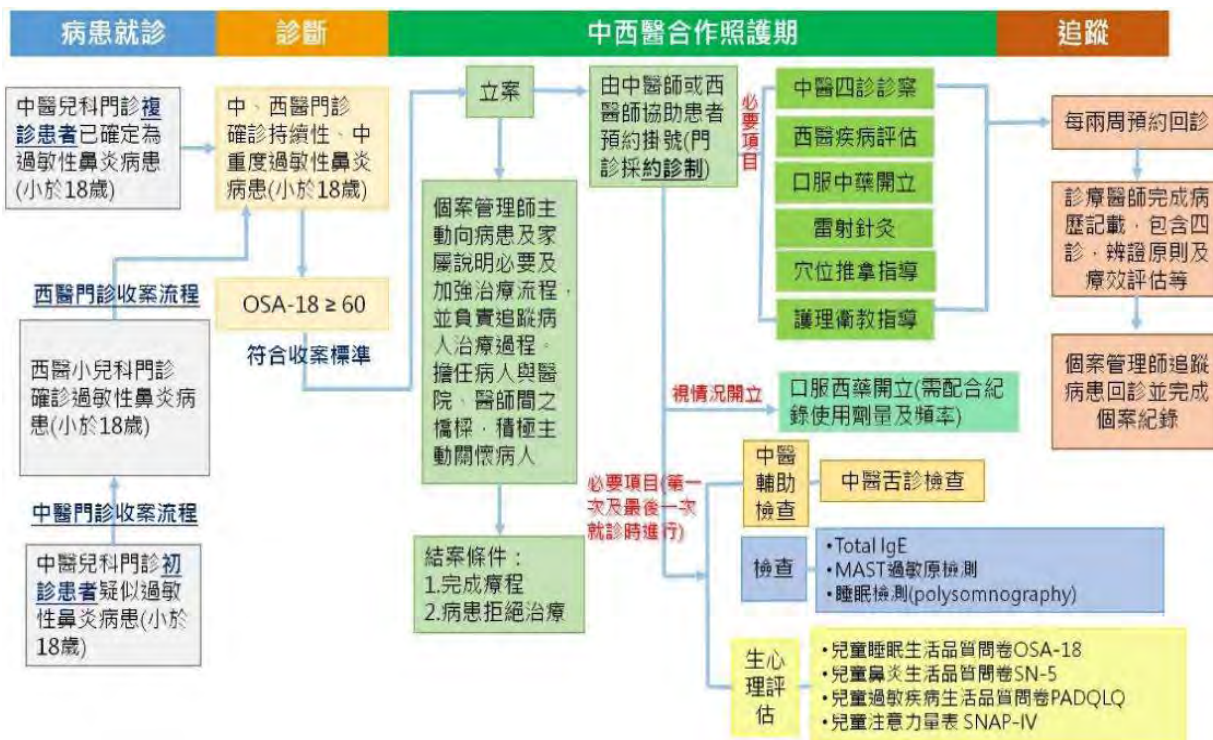 病患就診
診斷
中西醫合作照護期
追蹤
中醫兒科門診複
診患者已確定為
過敏性鼻炎病患
(小於18歲)
西醫門診收案流程
西醫小兒科門診
確診過敏性鼻炎病
患(小於18歲)
中醫門診收案流程
中醫兒科門診初
診患者疑似過敏
性鼻炎病患(小於
18歲)
中、西醫門診
確診持續性、中
重度過敏性鼻炎
病患(小於18歲)
OSA-18 ≥ 60
符合收案標準
立案
個案管理師主
動向病患及家
屬說明必要及
加強治療流程,
並負責追蹤病
人治療過程。
擔任病人與醫
院、醫師間之
橋樑,積極主
動關懷病人
結案條件:
1.完成療程
2.病患拒絕治療
由中醫師或西
醫師協助患者
預約掛號(門
診採約診制)
必要項目
中醫四診診察
西醫疾病評估
口服中藥開立
雷射針灸
穴位推拿指導
護理衛教指導
視情況開立
口服西藥開立(需配合紀
錄使用劑量及頻率)
必要項目(第一
次及最後一次
就診時進行)
中醫
輔助
檢查
中醫舌診檢查
檢查
•Total IgE
•MAST過敏原檢測
•睡眠檢測(polysomnography)
生心
理評
估
•兒童睡眠生活品質問卷OSA-18
•兒童鼻炎生活品質問卷SN-5
•兒童過敏疾病生活品質問卷PADQLQ
•兒童注意力量表 SNAP-IV
每兩周預約回診
診療醫師完成病
歷記載,包含四
診、辨證原則及
療效評估等
個案管理師追蹤
病患回診並完成
個案紀錄